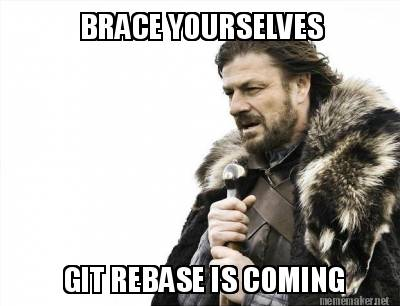 BRACE YOURSELVES
GIT REBASE IS COMING
mememaker.net